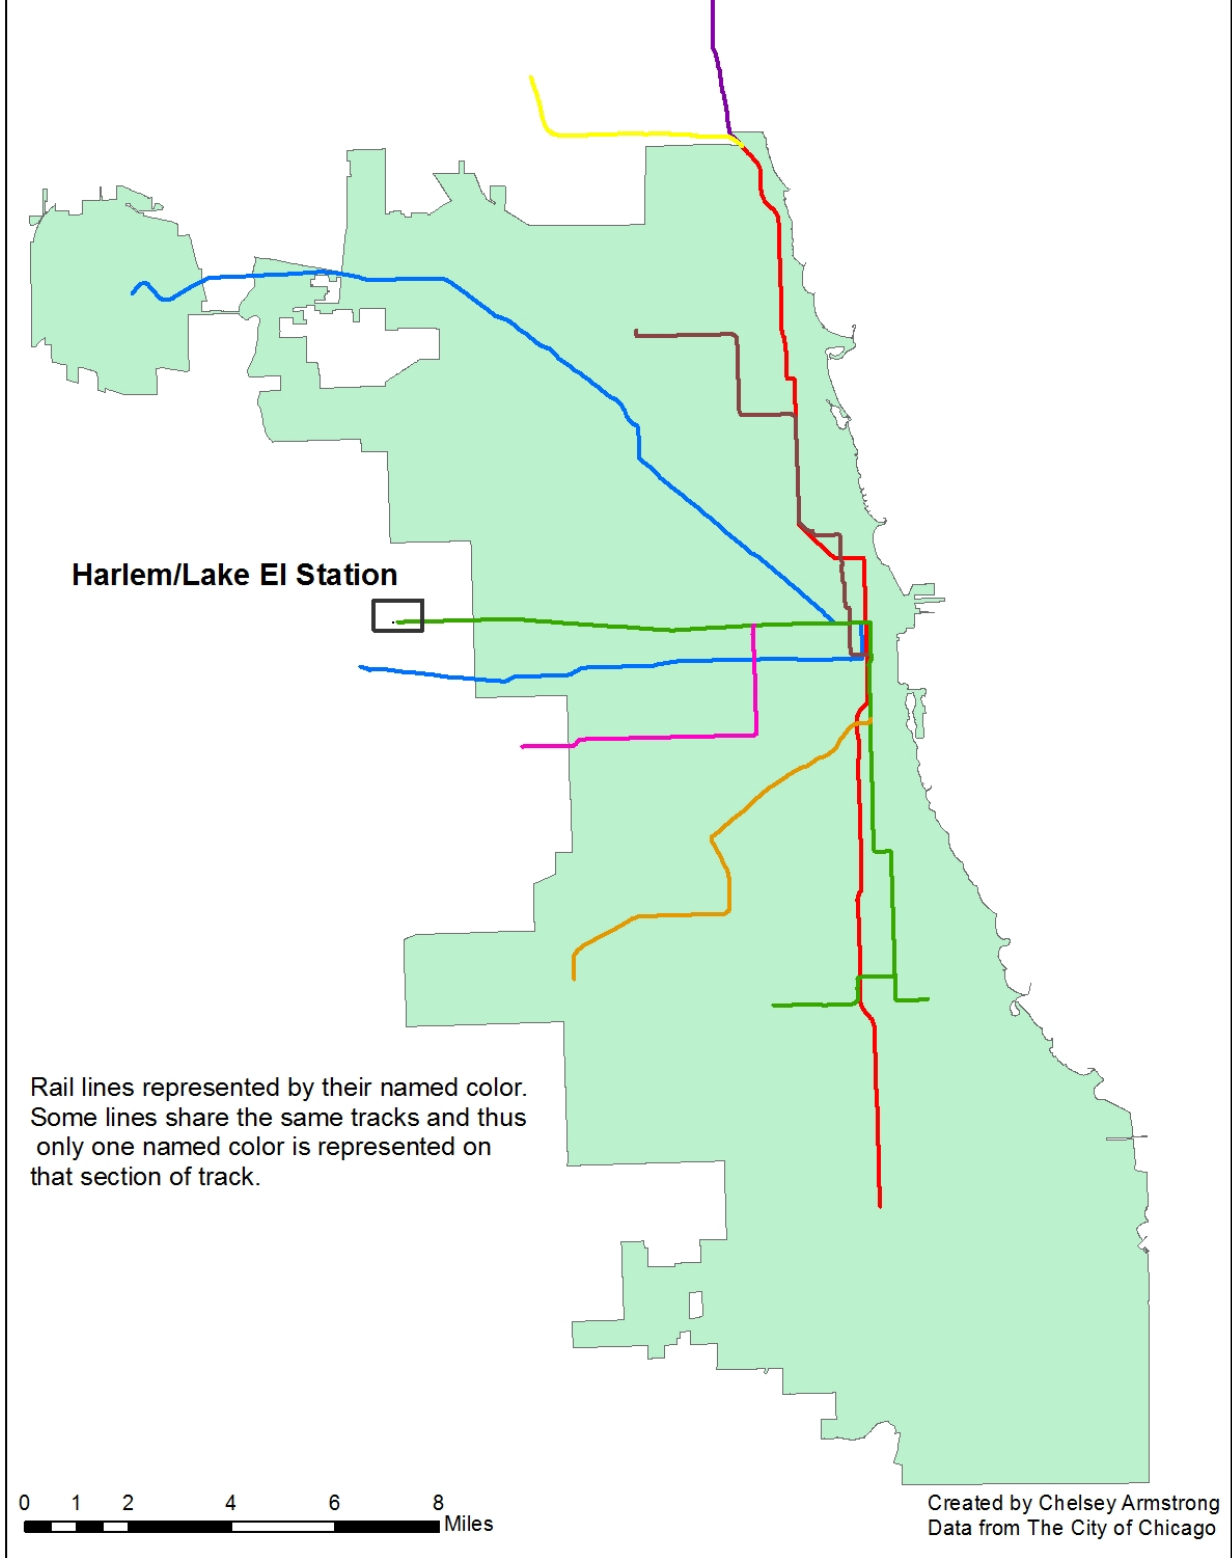 Harlem/Lake El Station
Rail lines represented by their named color.
Some lines share the same tracks and thus
only one named color is represented on
that section of track.
0 1 2 4 6 8
Miles
Created by Chelsey Armstrong
Data from The City of Chicago